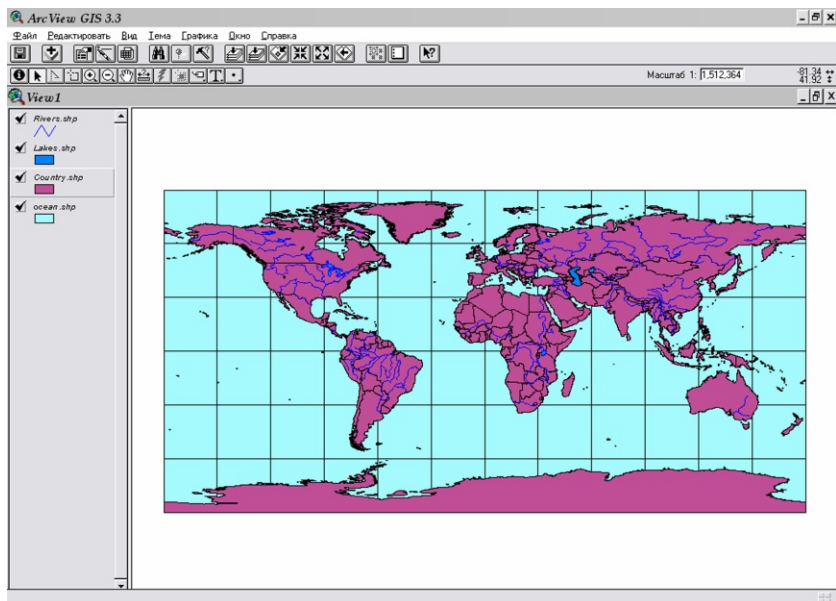 ArcView GIS 3.3
Файл Редактировать Вид Тема Графика Окно Справка
Масштаб 1: 1,512,364
-81.34
41.92
View1
Rivers.shp
Lakes.shp
Country.shp
ocean.shp